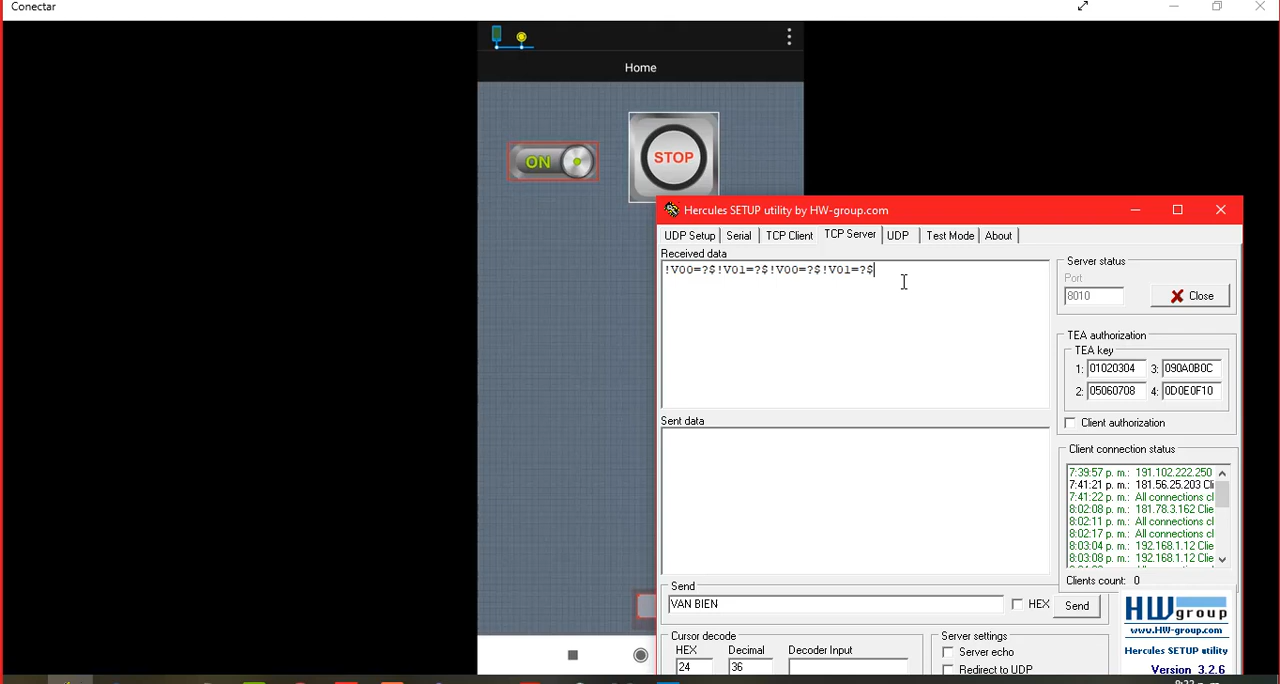 Conectar
Home
ON
STOP
Hercules SETUP utility by HW-group.com
UDP Setup Serial TCP Client TCP Server UDP Test Mode About
Received data
!V00=?$!V01=?$!V00=?$!V01=?$
Server status
Port
8010
Close
TEA authorization
TEA key
1: 01020304 3: 090A0B0C
2: 05060708 4: 0D0E0F10
Client authorization
Sent data
Client connection status
7:39:57 p. m.: 191.102.222.250
7:41:21 p. m.: 181.56.25.203 Cli
7:41:22 p. m.: All connections cl
8:02:08 p. m.: 181.78.3.162 Clie
8:02:11 p. m.: All connections cl
8:02:17 p. m.: All connections cl
8:03:04 p. m.: 192.168.1.12 Clie
8:03:08 p. m.: 192.168.1.12 Clie
Clients count: 0
Send
VAN BIEN
HEX
Send
HWgroup
www.HW-group.com
Hercules SETUP utility
Version 3.2.6
Cursor decode
HEX Decimal Decoder Input
24 36
Server settings
Server echo
Redirect to UDP